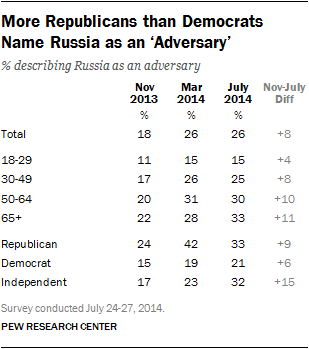 More Republicans than Democrats
Name Russia as an ‘Adversary’
% describing Russia as an adversary
Nov 2013 Mar 2014 July 2014 Nov-July Diff
% % %
Total 18 26 26 +8
18-29 11 15 15 +4
30-49 17 26 25 +8
50-64 20 31 30 +10
65+ 22 28 33 +11
Republican 24 42 33 +9
Democrat 15 19 21 +6
Independent 17 23 32 +15
Survey conducted July 24-27, 2014.
PEW RESEARCH CENTER